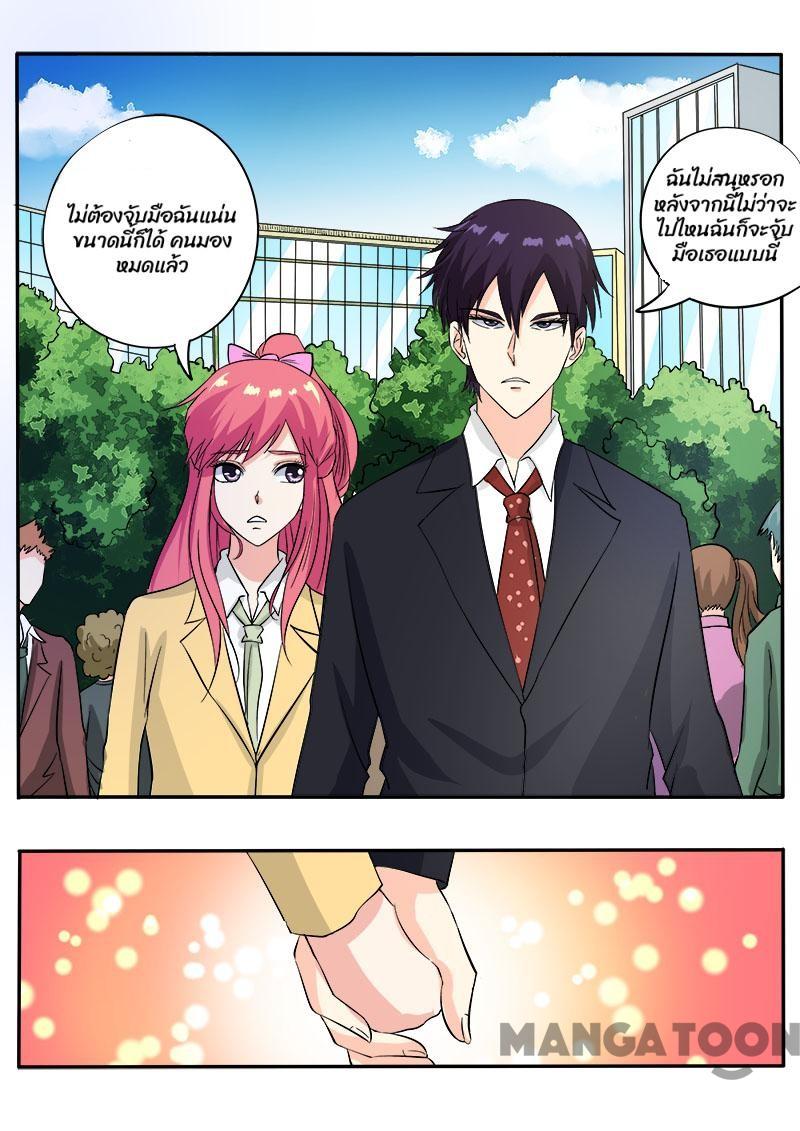 ไม่ต้องจับมือฉันแน่น
ขนาดนี้ก็ได้ คนมอง
หมดแล้ว
ฉันไม่สนหรอก
หลังจากนี้ไม่ว่าจะ
ไปไหนฉันก็จะจับ
มือเธอแบบนี้
MANGATOON